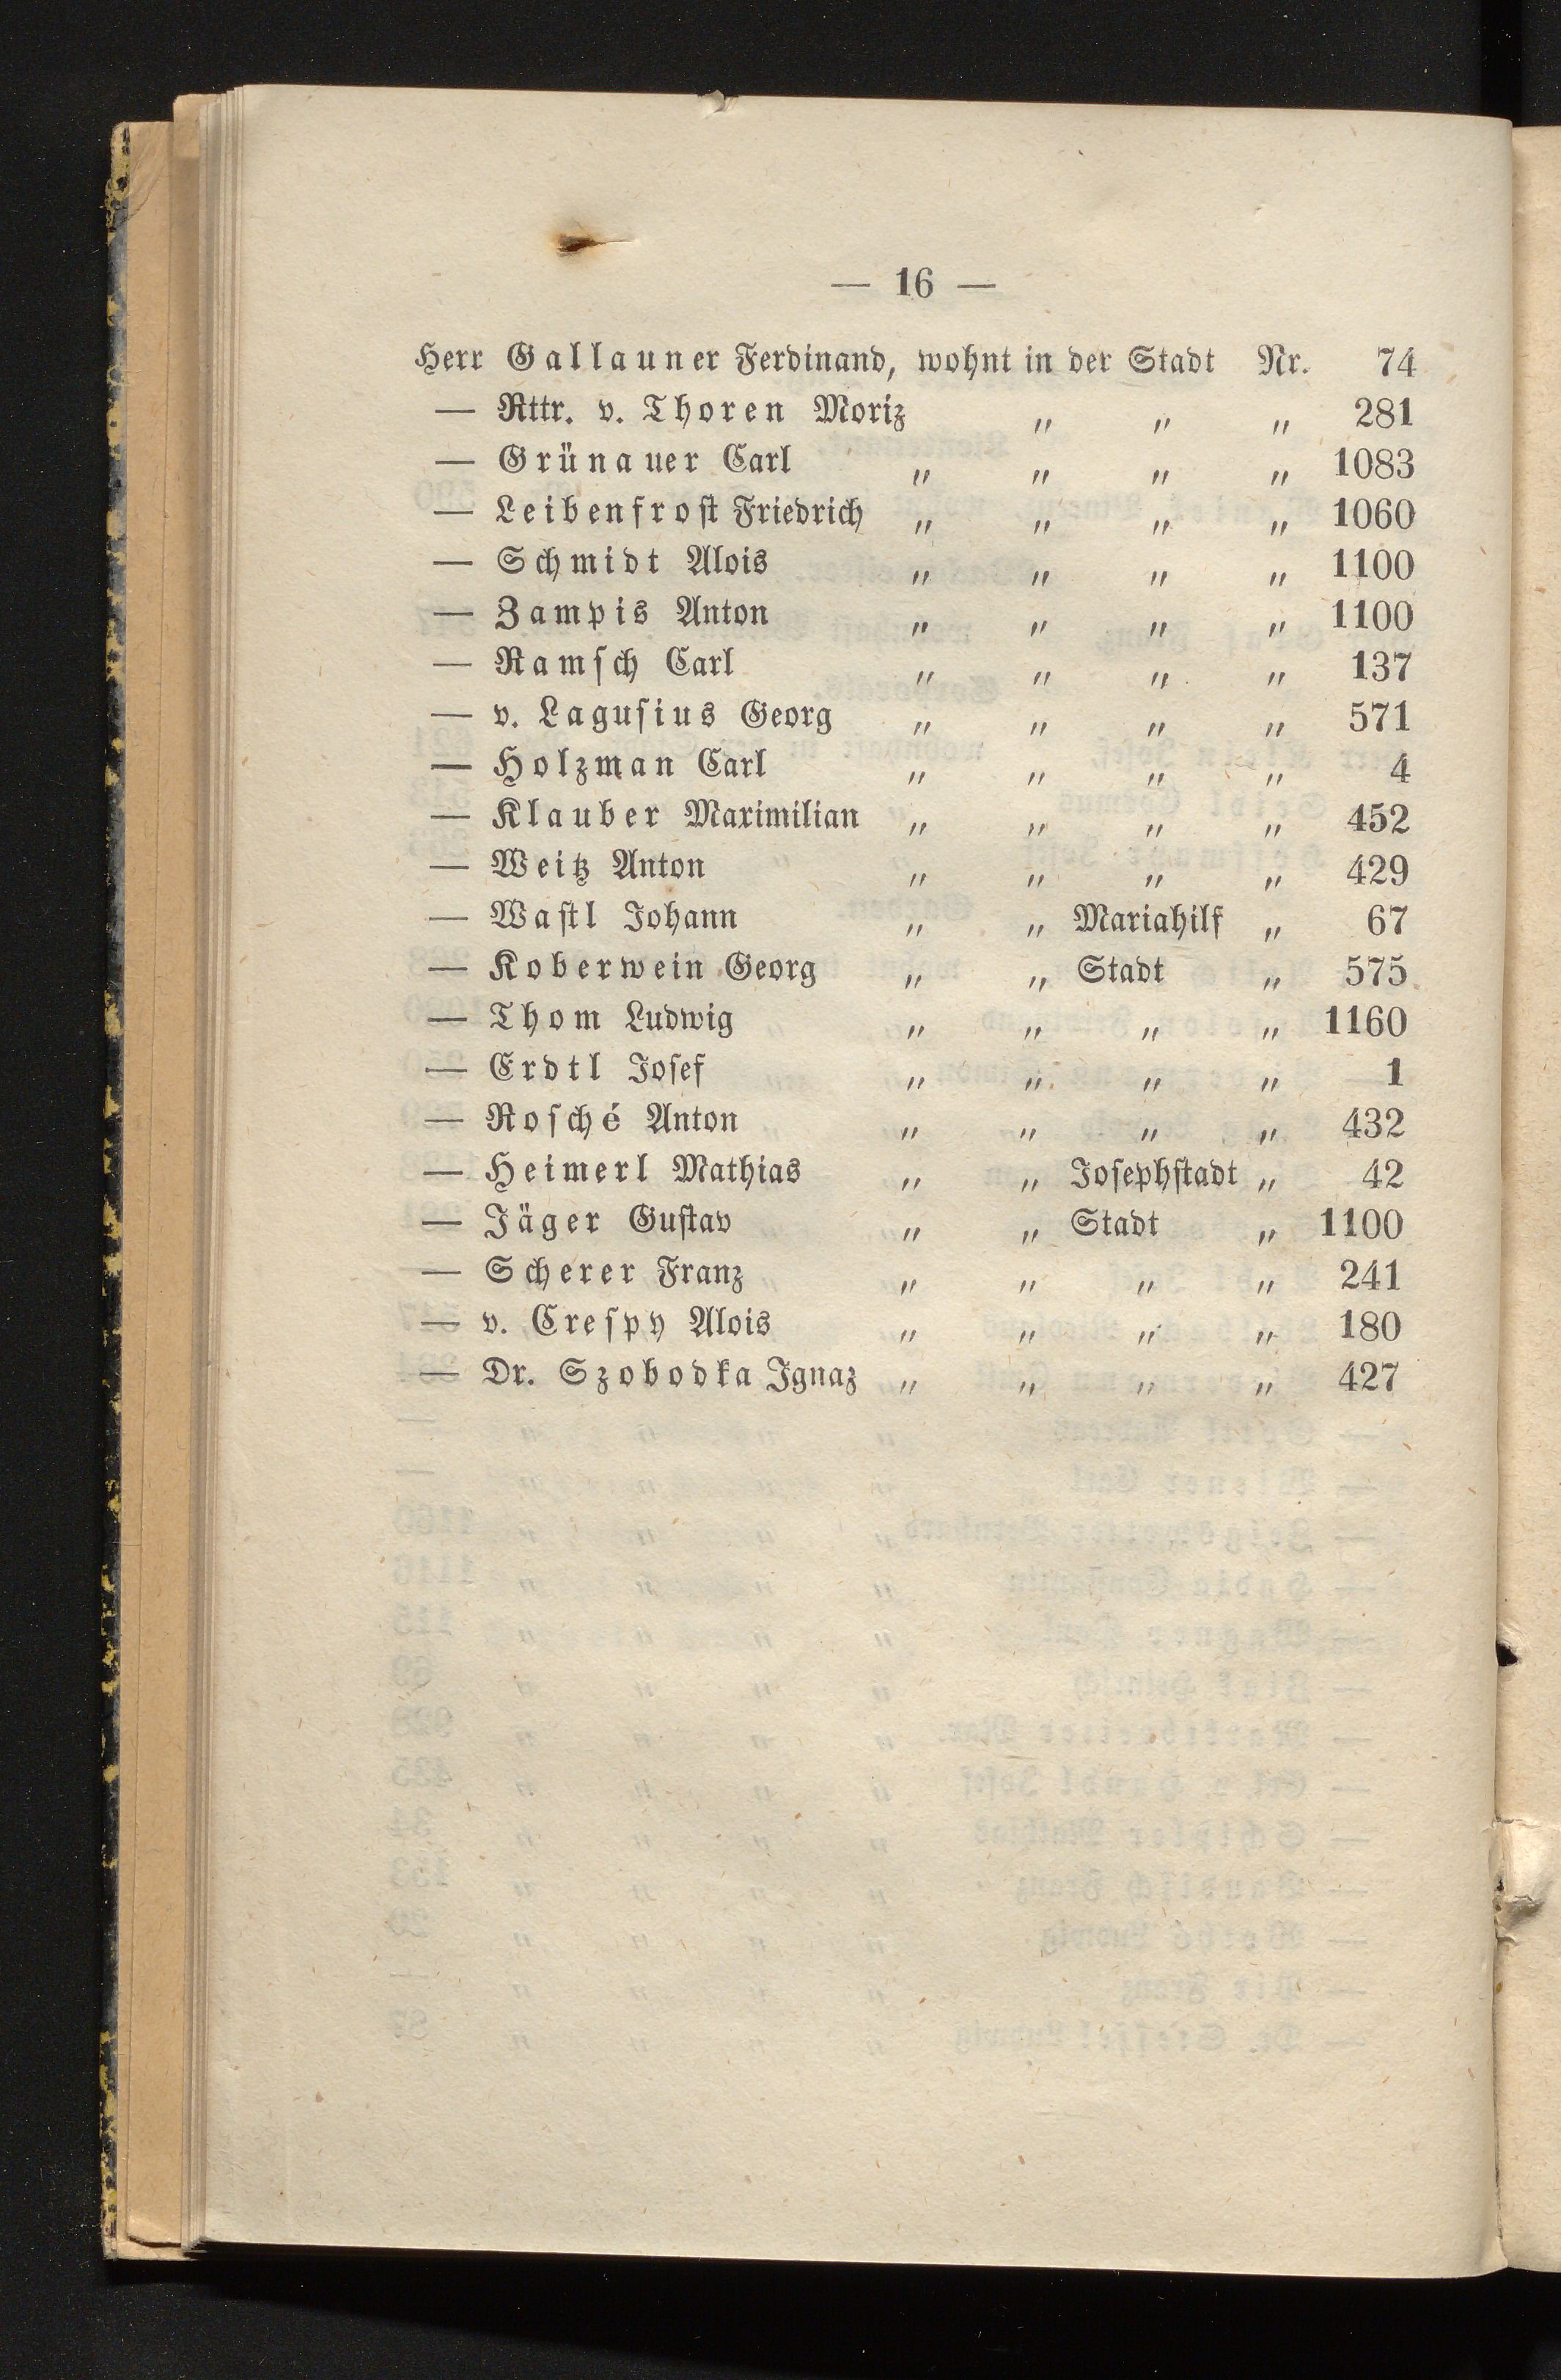 — 16 —
Herr Gallauner Ferdinand, wohnt in der Stadt Nr. 74
— Rttr. v. Thoren Moriz „ „ „ 281
— Grünauer Carl „ „ „ „ 1083
— Leibenfrost Friedrich „ „ „ „ 1060
— Schmidt Alois „ „ „ „ 1100
— Zampis Anton „ „ „ „ 1100
— Ramsch Carl „ „ „ „ 137
— v. Lagusius Georg „ „ „ „ 571
— Holzman Carl „ „ „ „ 4
— Klauber Maximilian „ „ „ „ 452
— Weitz Anton „ „ „ „ 429
— Wastl Johann „ „ Mariahilf „ 67
— Koberwein Georg „ „ Stadt „ 575
— Thom Ludwig „ „ „ „ 1160
— Erdtl Josef „ „ „ „ 1
— Rosché Anton „ „ „ „ 432
— Heimerl Mathias „ „ Josephstadt „ 42
— Jäger Gustav „ „ Stadt „ 1100
— Scherer Franz „ „ „ „ 241
— v. Crespy Alois „ „ „ „ 180
— Dr. Szobodka Ignaz „ „ „ „ 427